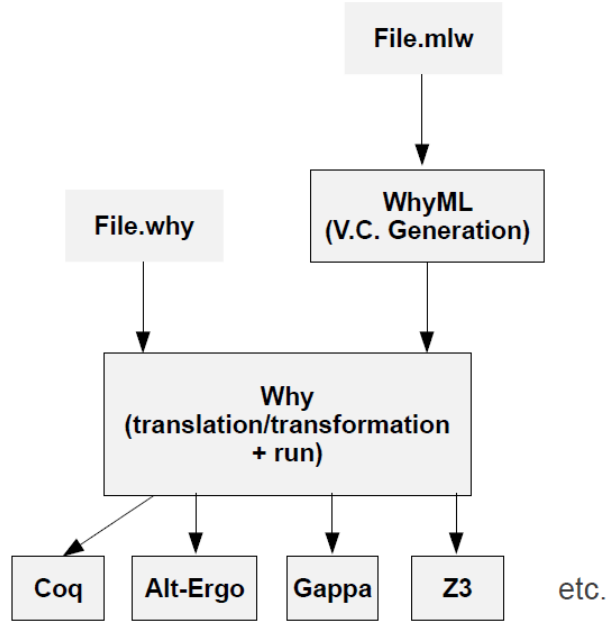 File.mlw
WhyML
(V.C. Generation)
File.why
Why
(translation/transformation
+ run)
Coq
Alt-Ergo
Gappa
Z3
etc.